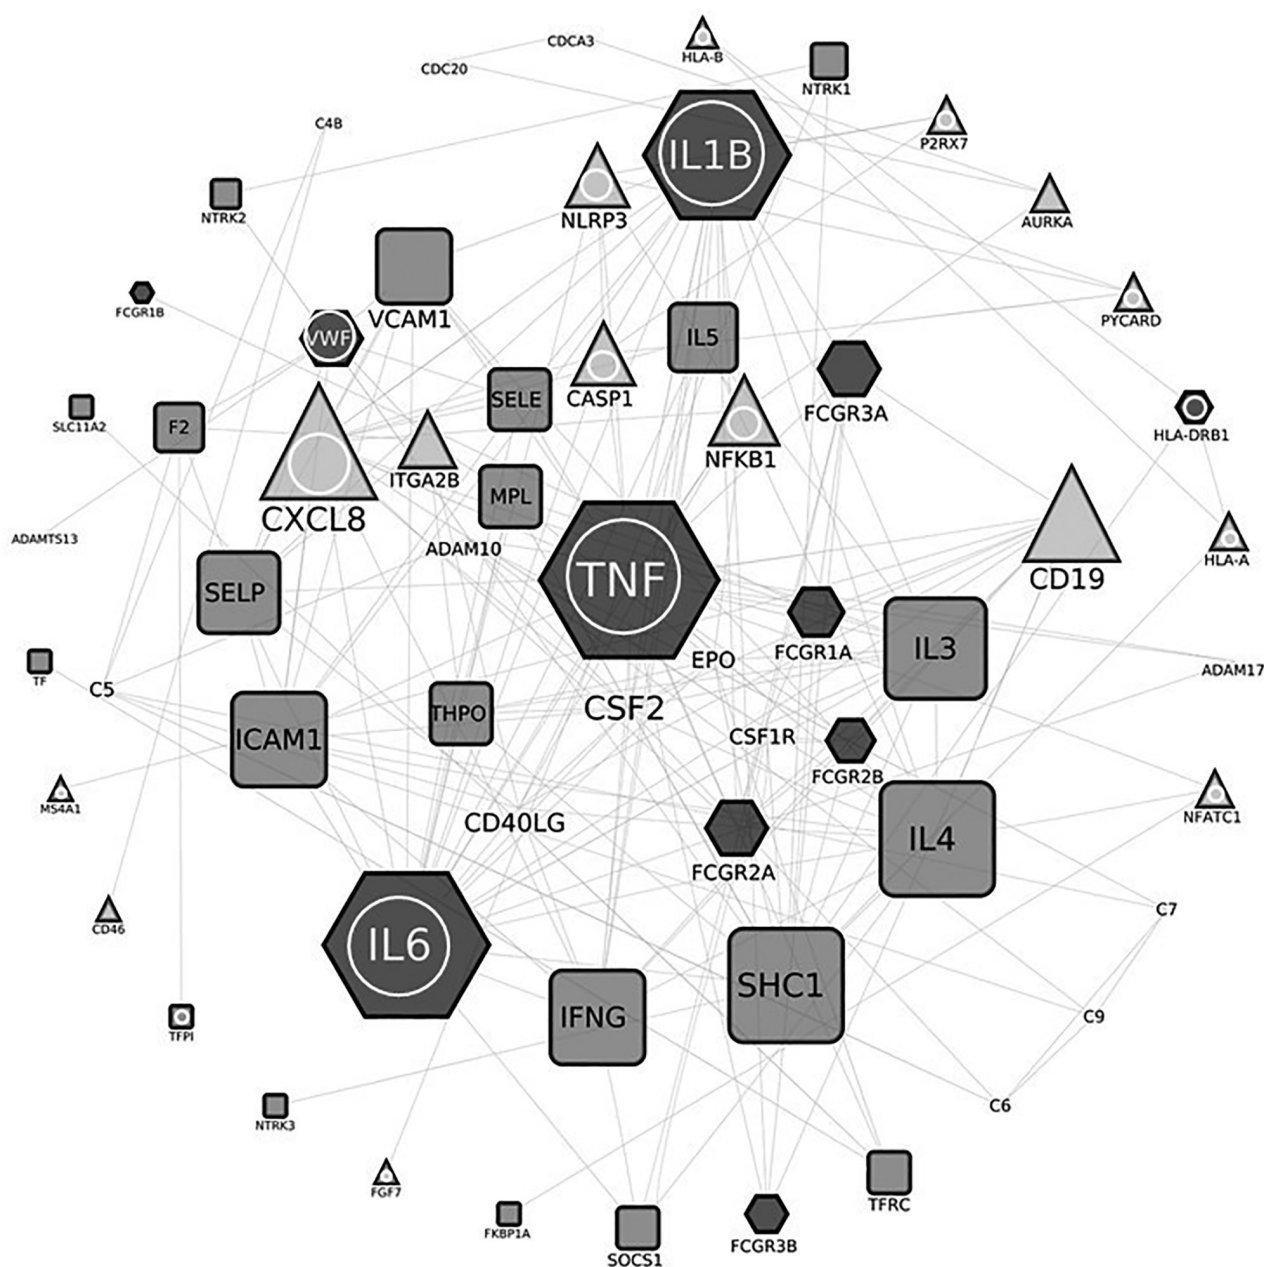 CDCA3
HLA-B
CDC20
NTRK1
C4B
IL1B
P2RX7
NTRK2
NLRP3
AURKA
FCGR1B
VCAM1
PYCARD
VWF
IL5
SELE
CASP1
FCGR3A
SLC11A2
F2
HLA-DRB1
ITGA2B
NFKB1
MPL
CXCL8
ADAMTS13
ADAM10
HLA-A
CD19
TNF
SELP
FCGR1A
IL3
EPO
ADAM17
TF
C5
THPO
CSF2
ICAM1
CSF1R
FCGR2B
MS4A1
CD40LG
NFATC1
IL4
FCGR2A
C7
CD46
IL6
SHC1
IFNG
C9
TFPI
C6
NTRK3
FGF7
TFRC
FKBP1A
FCGR3B
SOCS1